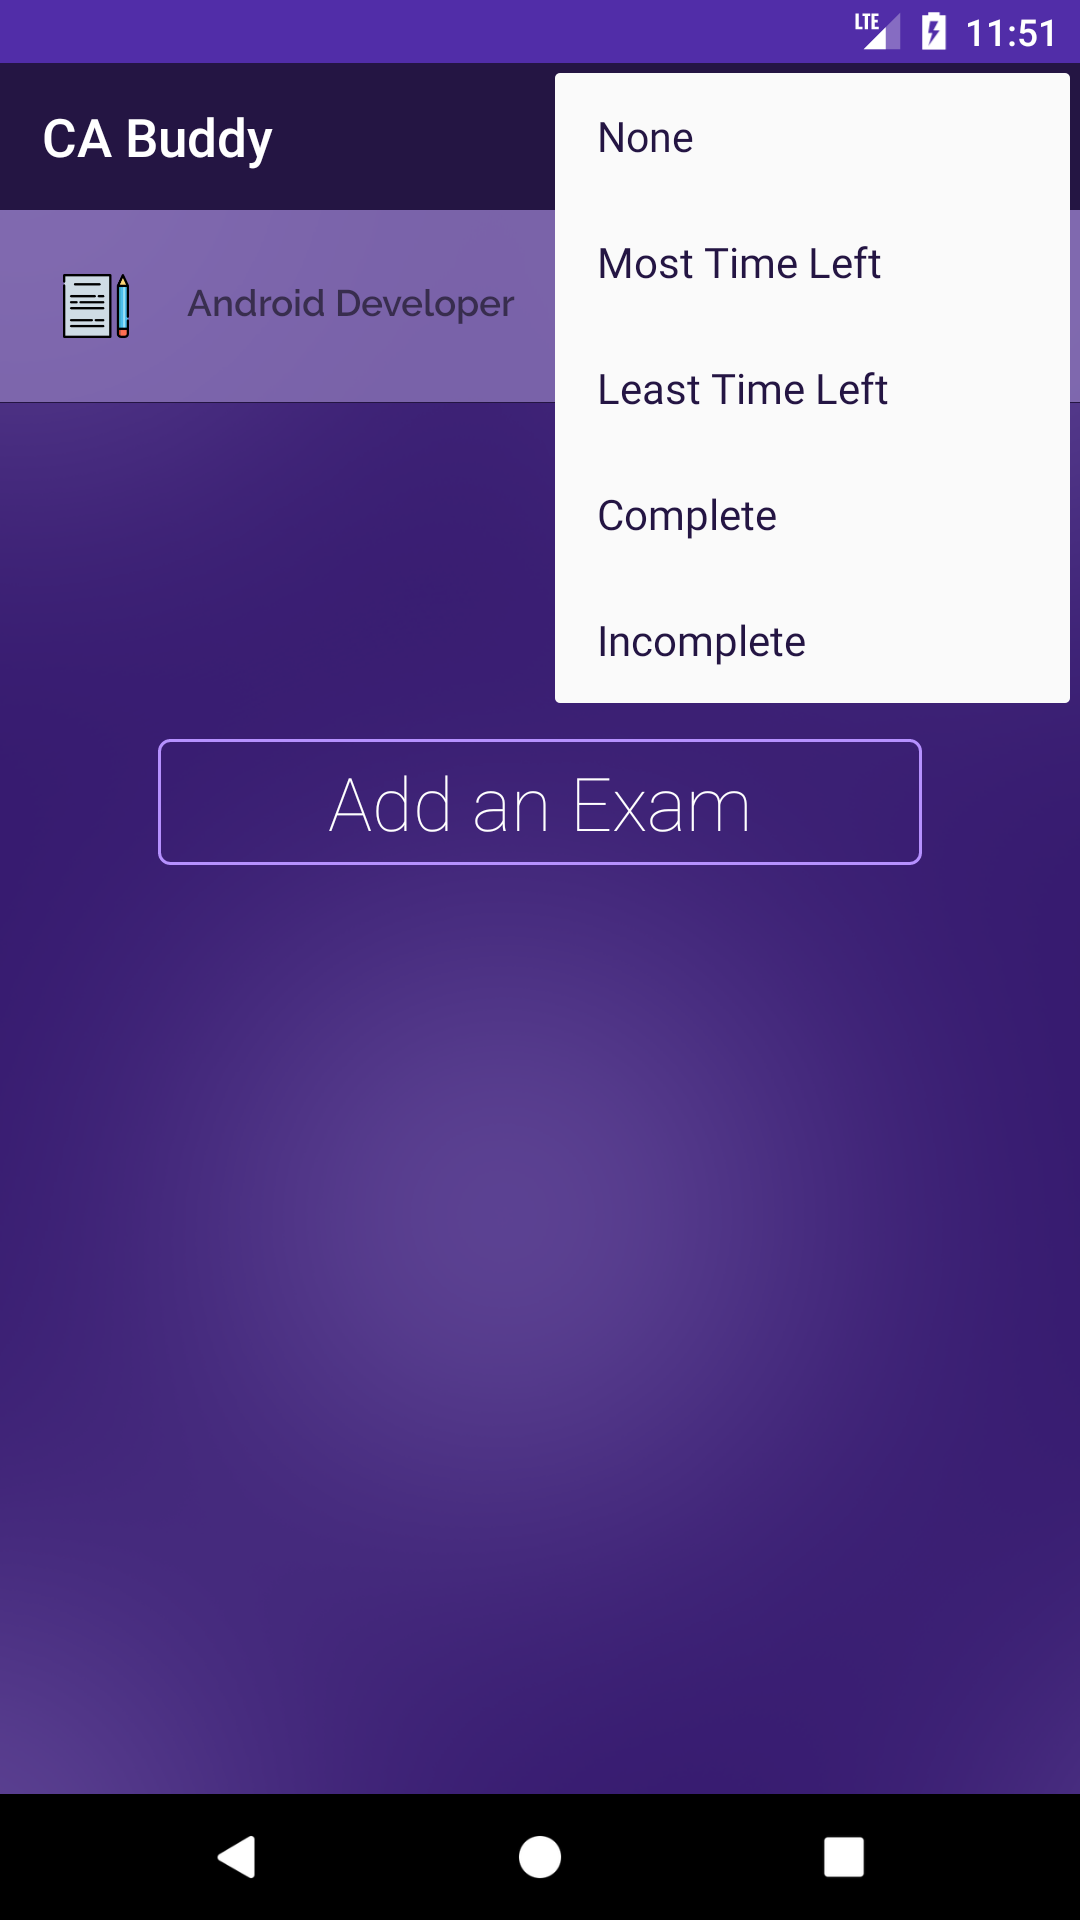 LTE 11:51
CA Buddy
None
Most Time Left
Android Developer
Least Time Left
Complete
Incomplete
Add an Exam